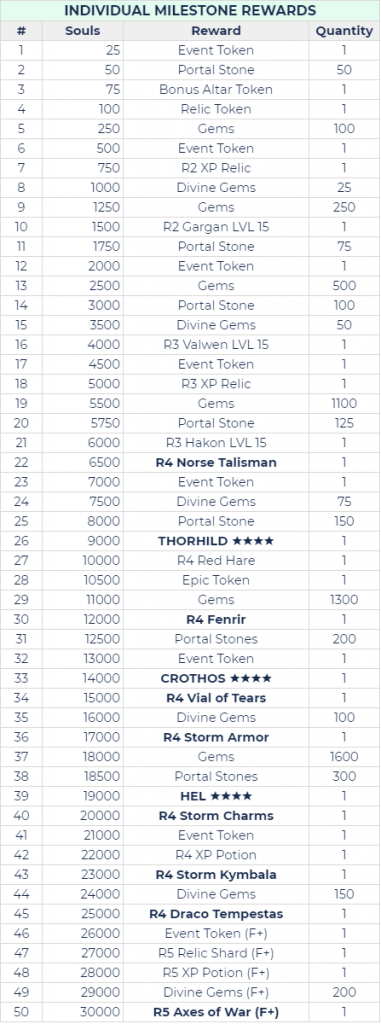 INDIVIDUAL MILESTONE REWARDS
# Souls Reward Quantity
1 25 Event Token 1
2 50 Portal Stone 50
3 75 Bonus Altar Token 1
4 100 Relic Token 1
5 250 Gems 100
6 500 Event Token 1
7 750 R2 XP Relic 1
8 1000 Divine Gems 25
9 1250 Gems 250
10 1500 R2 Gargan LVL 15 1
11 1750 Portal Stone 75
12 2000 Event Token 1
13 2500 Gems 500
14 3000 Portal Stone 100
15 3500 Divine Gems 50
16 4000 R3 Valwen LVL 15 1
17 4500 Event Token 1
18 5000 R3 XP Relic 1
19 5500 Gems 1100
20 5750 Portal Stone 125
21 6000 R3 Hakon LVL 15 1
22 6500 R4 Norse Talisman 1
23 7000 Event Token 1
24 7500 Divine Gems 75
25 8000 Portal Stone 150
26 9000 THORHILD ★★★★ 1
27 10000 R4 Red Hare 1
28 10500 Epic Token 1
29 11000 Gems 1300
30 12000 R4 Fenrir 1
31 12500 Portal Stones 200
32 13000 Event Token 1
33 14000 CROTHOS ★★★★ 1
34 15000 R4 Vial of Tears 1
35 16000 Divine Gems 100
36 17000 R4 Storm Armor 1
37 18000 Gems 1600
38 18500 Portal Stones 300
39 19000 HEL ★★★★ 1
40 20000 R4 Storm Charms 1
41 21000 Event Token 1
42 22000 R4 XP Potion 1
43 23000 R4 Storm Kymbala 1
44 24000 Divine Gems 150
45 25000 R4 Draco Tempestas 1
46 26000 Event Token (F+) 1
47 27000 R5 Relic Shard (F+) 1
48 28000 R5 XP Potion (F+) 1
49 29000 Divine Gems (F+) 200
50 30000 R5 Axes of War (F+) 1